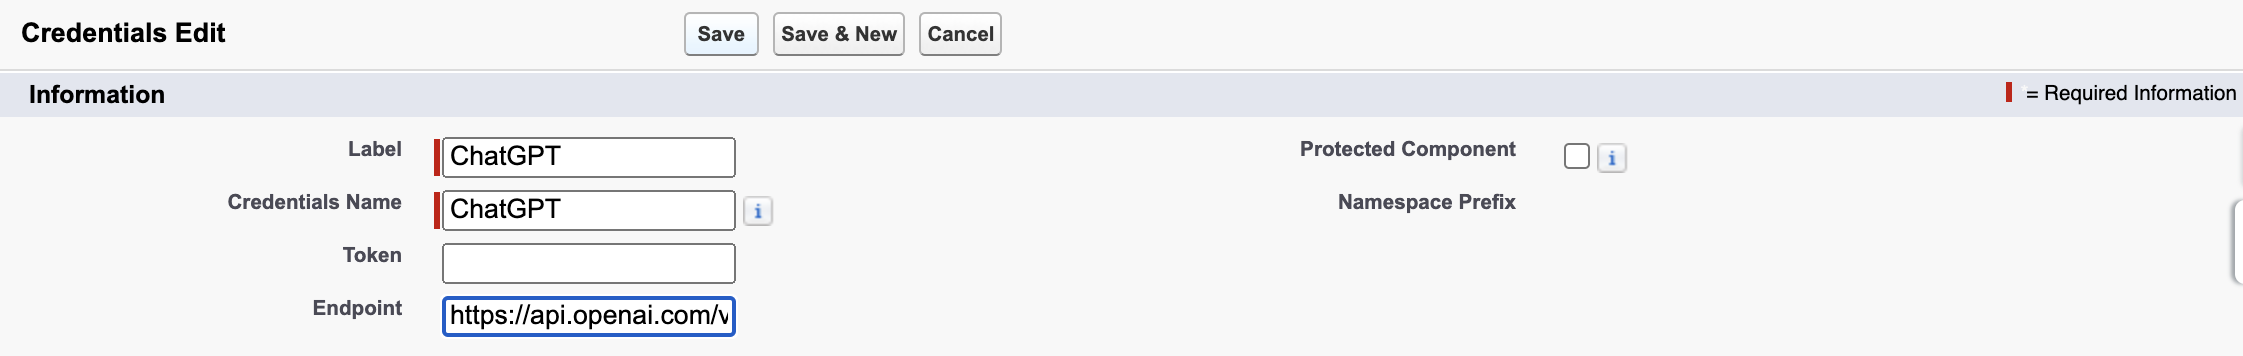 Credentials Edit
Save
Save & New
Cancel
Information
= Required Information
Label
ChatGPT
Protected Component
i
Credentials Name
ChatGPT
i
Namespace Prefix
Token
Endpoint
https://api.openai.com/v